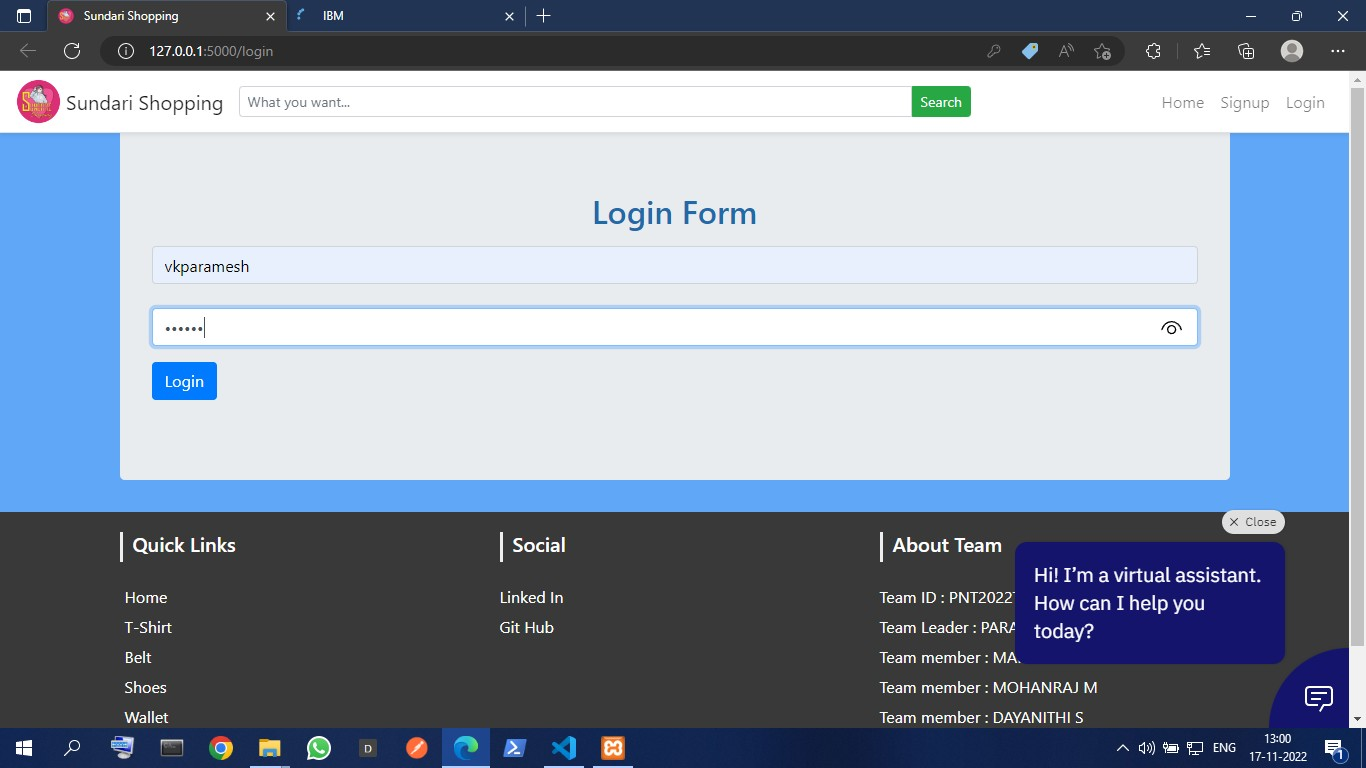 Sundari Shopping
IBM
127.0.0.1:5000/login
Sundari Shopping
What you want...
Search
Home
Signup
Login
Login Form
vkparamesh
Login
Close
Quick Links
Social
About Team
Hi! I'm a virtual assistant.
How can I help you
today?
Home
Linked In
Team ID : PNT2022
T-Shirt
Git Hub
Team Leader : PARA
Belt
Team member : MA
Shoes
Team member : MOHANRAJ M
Wallet
Team member : DAYANITHI S
D
ENG
13:00
17-11-2022
1